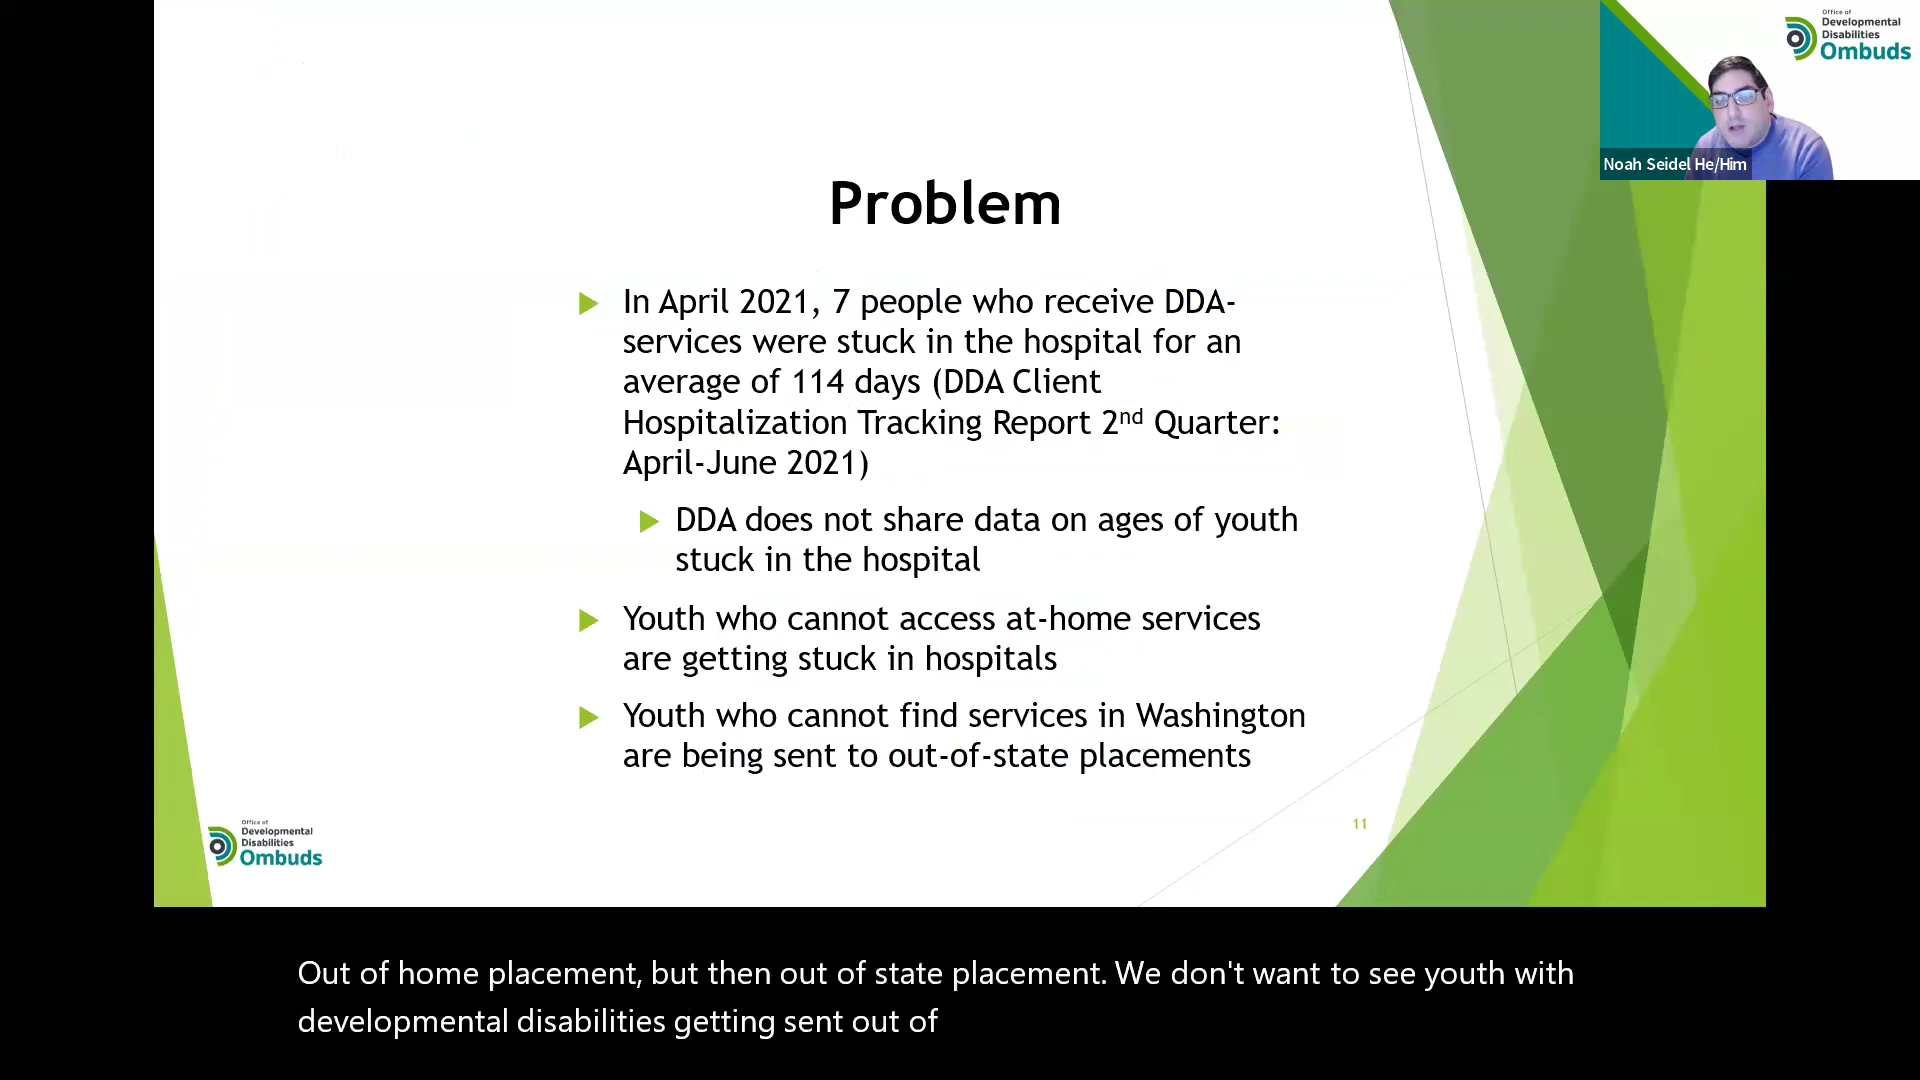 Office of
Developmental
Disabilities
Ombuds
Noah Seidel He/Him
Problem
In April 2021, 7 people who receive DDA-
services were stuck in the hospital for an
average of 114 days (DDA Client
Hospitalization Tracking Report 2nd Quarter:
April-June 2021)
DDA does not share data on ages of youth
stuck in the hospital
Youth who cannot access at-home services
are getting stuck in hospitals
Youth who cannot find services in Washington
are being sent to out-of-state placements
11
Office of
Developmental
Disabilities
Ombuds
Out of home placement, but then out of state placement. We don't want to see youth with
developmental disabilities getting sent out of